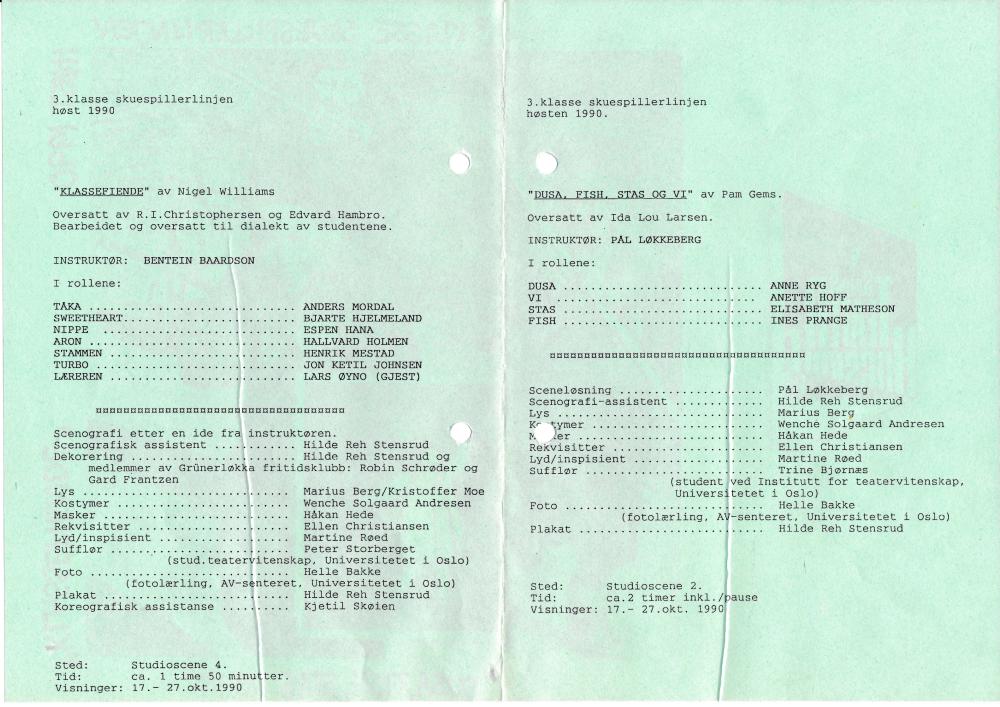 3.klasse skuespillerlinjen
høst 1990
"KLASSEFIENDE" av Nigel Williams
Oversatt av R.I.Christophersen og Edvard Hambro.
Bearbeidet og oversatt til dialekt av studentene.
INSTRUKTØR: BENTEIN BAARDSON
I rollene:
TÅKA .............................. ANDERS MORDAL
SWEETHEART......................... BJARTE HJELMELAND
NIPPE ............................ ESPEN HANA
ARON .............................. HALLVARD HOLMEN
STAMMEN ........................... HENRIK MESTAD
TURBO ............................. JON KETIL JOHNSEN
LÆREREN ........................... LARS ØYNO (GJEST)
¤¤¤¤¤¤¤¤¤¤¤¤¤¤¤¤¤¤¤¤¤¤¤¤¤¤¤¤¤¤¤¤¤¤¤¤
Scenografi etter en ide fra instruktøren.
Scenografisk assistent ........... Hilde Reh Stensrud
Dekorering ........................ Hilde Reh Stensrud og
medlemmer av Grünerløkka fritidsklubb: Robin Schrøder og
Gard Frantzen
Lys .............................. Marius Berg/Kristoffer Moe
Kostymer .......................... Wenche Solgaard Andresen
Masker ............................ Håkan Hede
Rekvisitter ....................... Ellen Christiansen
Lyd/inspisient .................... Martine Røed
Sufflør ........................... Peter Storberget
(stud.teatervitenskap, Universitetet i Oslo)
Foto .............................. Helle Bakke
(fotolærling, AV-senteret, Universitetet i Oslo)
Plakat ............................ Hilde Reh Stensrud
Koreografisk assistanse .......... Kjetil Skøien
Sted: Studioscene 4.
Tid: ca. 1 time 50 minutter.
Visninger: 17.- 27.okt.1990
3.klasse skuespillerlinjen
høsten 1990.
"DUSA, FISH, STAS OG VI" av Pam Gems.
Oversatt av Ida Lou Larsen.
INSTRUKTØR: PÅL LØKKEBERG
I rollene:
DUSA ............................. ANNE RYG
VI .............................. ANETTE HOFF
STAS ............................. ELISABETH MATHESON
FISH ............................. INES PRANGE
¤¤¤¤¤¤¤¤¤¤¤¤¤¤¤¤¤¤¤¤¤¤¤¤¤¤¤¤¤¤¤¤¤¤¤¤¤
Sceneløsning ..................... Pål Løkkeberg
Scenografi-assistent ............. Hilde Reh Stensrud
Lys .............................. Marius Berg
K tymer ......................... Wenche Solgaard Andresen
M ker ........................... Håkan Hede
Rekvisitter ...................... Ellen Christiansen
Lyd/inspisient ................... Martine Røed
Sufflør .......................... Trine Bjørnæs
(student ved Institutt for teatervitenskap,
Universitetet i Oslo)
Foto ............................. Helle Bakke
(fotolærling, AV-senteret, Universitetet i Oslo)
Plakat ........................... Hilde Reh Stensrud
Sted: Studioscene 2.
Tid: ca.2 timer inkl./pause
Visninger: 17.- 27.okt. 1990